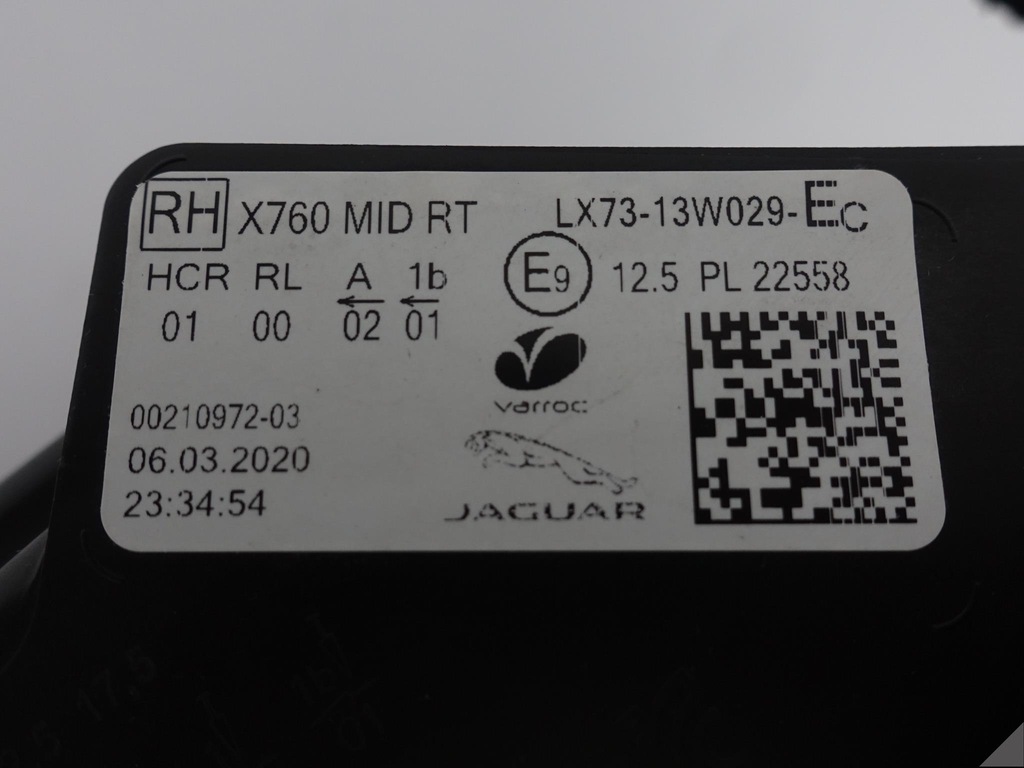 RH X760 MID RT LX73-13W029-EC
HCR RL A 1b E9 12.5 PL 22558
01 00 02 01
varroc
00210972-03
06.03.2020
23:34:54
JAGUAR